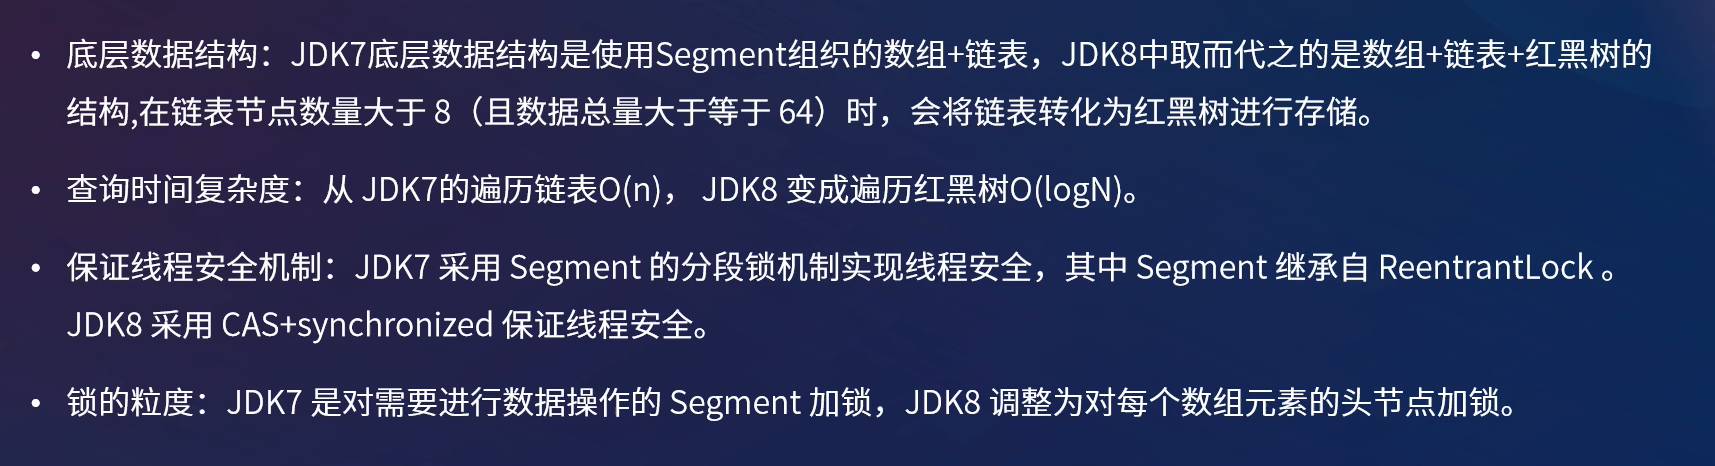 • 底层数据结构：JDK7底层数据结构是使用Segment组织的数组+链表，JDK8中取而代之的是数组+链表+红黑树的
结构,在链表节点数量大于 8（且数据总量大于等于 64）时，会将链表转化为红黑树进行存储。
• 查询时间复杂度：从 JDK7的遍历链表O(n)， JDK8 变成遍历红黑树O(logN)。
• 保证线程安全机制：JDK7 采用 Segment 的分段锁机制实现线程安全，其中 Segment 继承自 ReentrantLock 。
JDK8 采用 CAS+synchronized 保证线程安全。
• 锁的粒度：JDK7 是对需要进行数据操作的 Segment 加锁，JDK8 调整为对每个数组元素的头节点加锁。